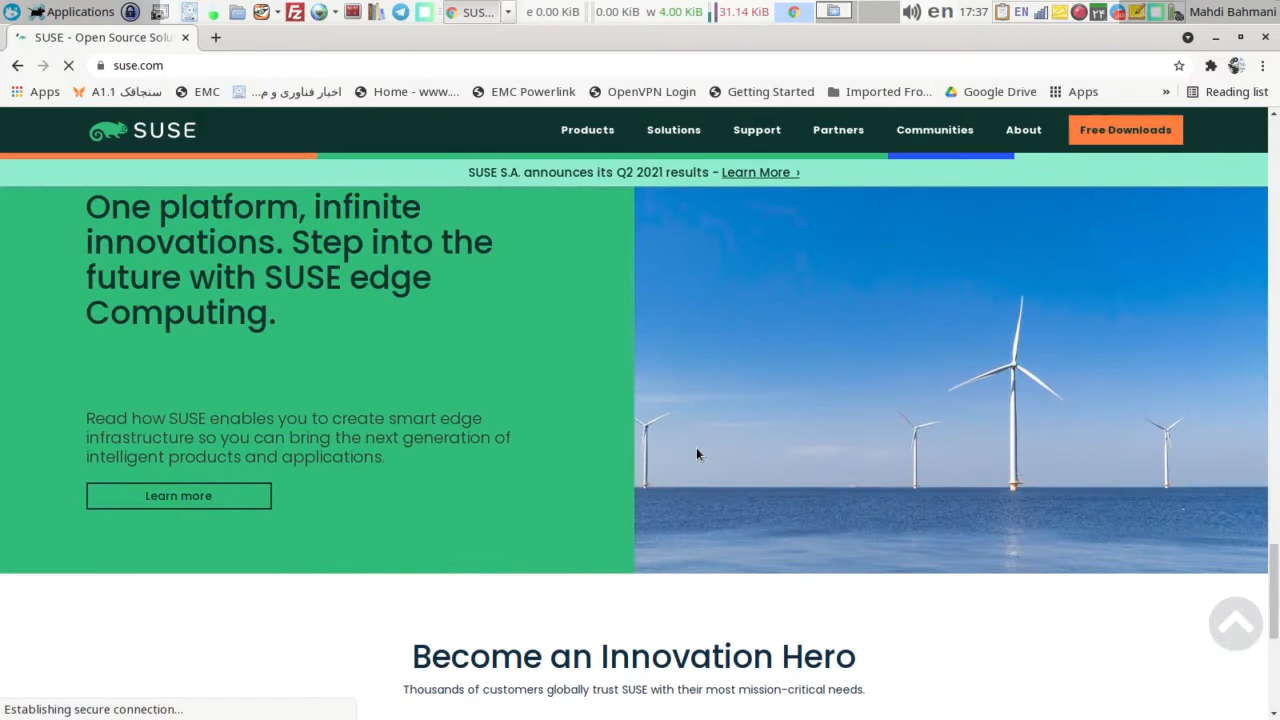 Applications
SUS...
e 0.00 KiB
0.00 KiB w 4.00 KiB
31.14 KiB
en
17:37
EN
Mahdi Bahmani
SUSE - Open Source Solu
suse.com
Apps
سنجاقک A1.1
EMC
اخبار فناوری و م...
Home - www....
EMC Powerlink
OpenVPN Login
Getting Started
Imported Fro...
Google Drive
Apps
»
Reading list
SUSE
Products
Solutions
Support
Partners
Communities
About
Free Downloads
SUSE S.A. announces its Q2 2021 results - Learn More ›
One platform, infinite
innovations. Step into the
future with SUSE edge
Computing.
Read how SUSE enables you to create smart edge
infrastructure so you can bring the next generation of
intelligent products and applications.
Learn more
Become an Innovation Hero
Thousands of customers globally trust SUSE with their most mission-critical needs.
Establishing secure connection...